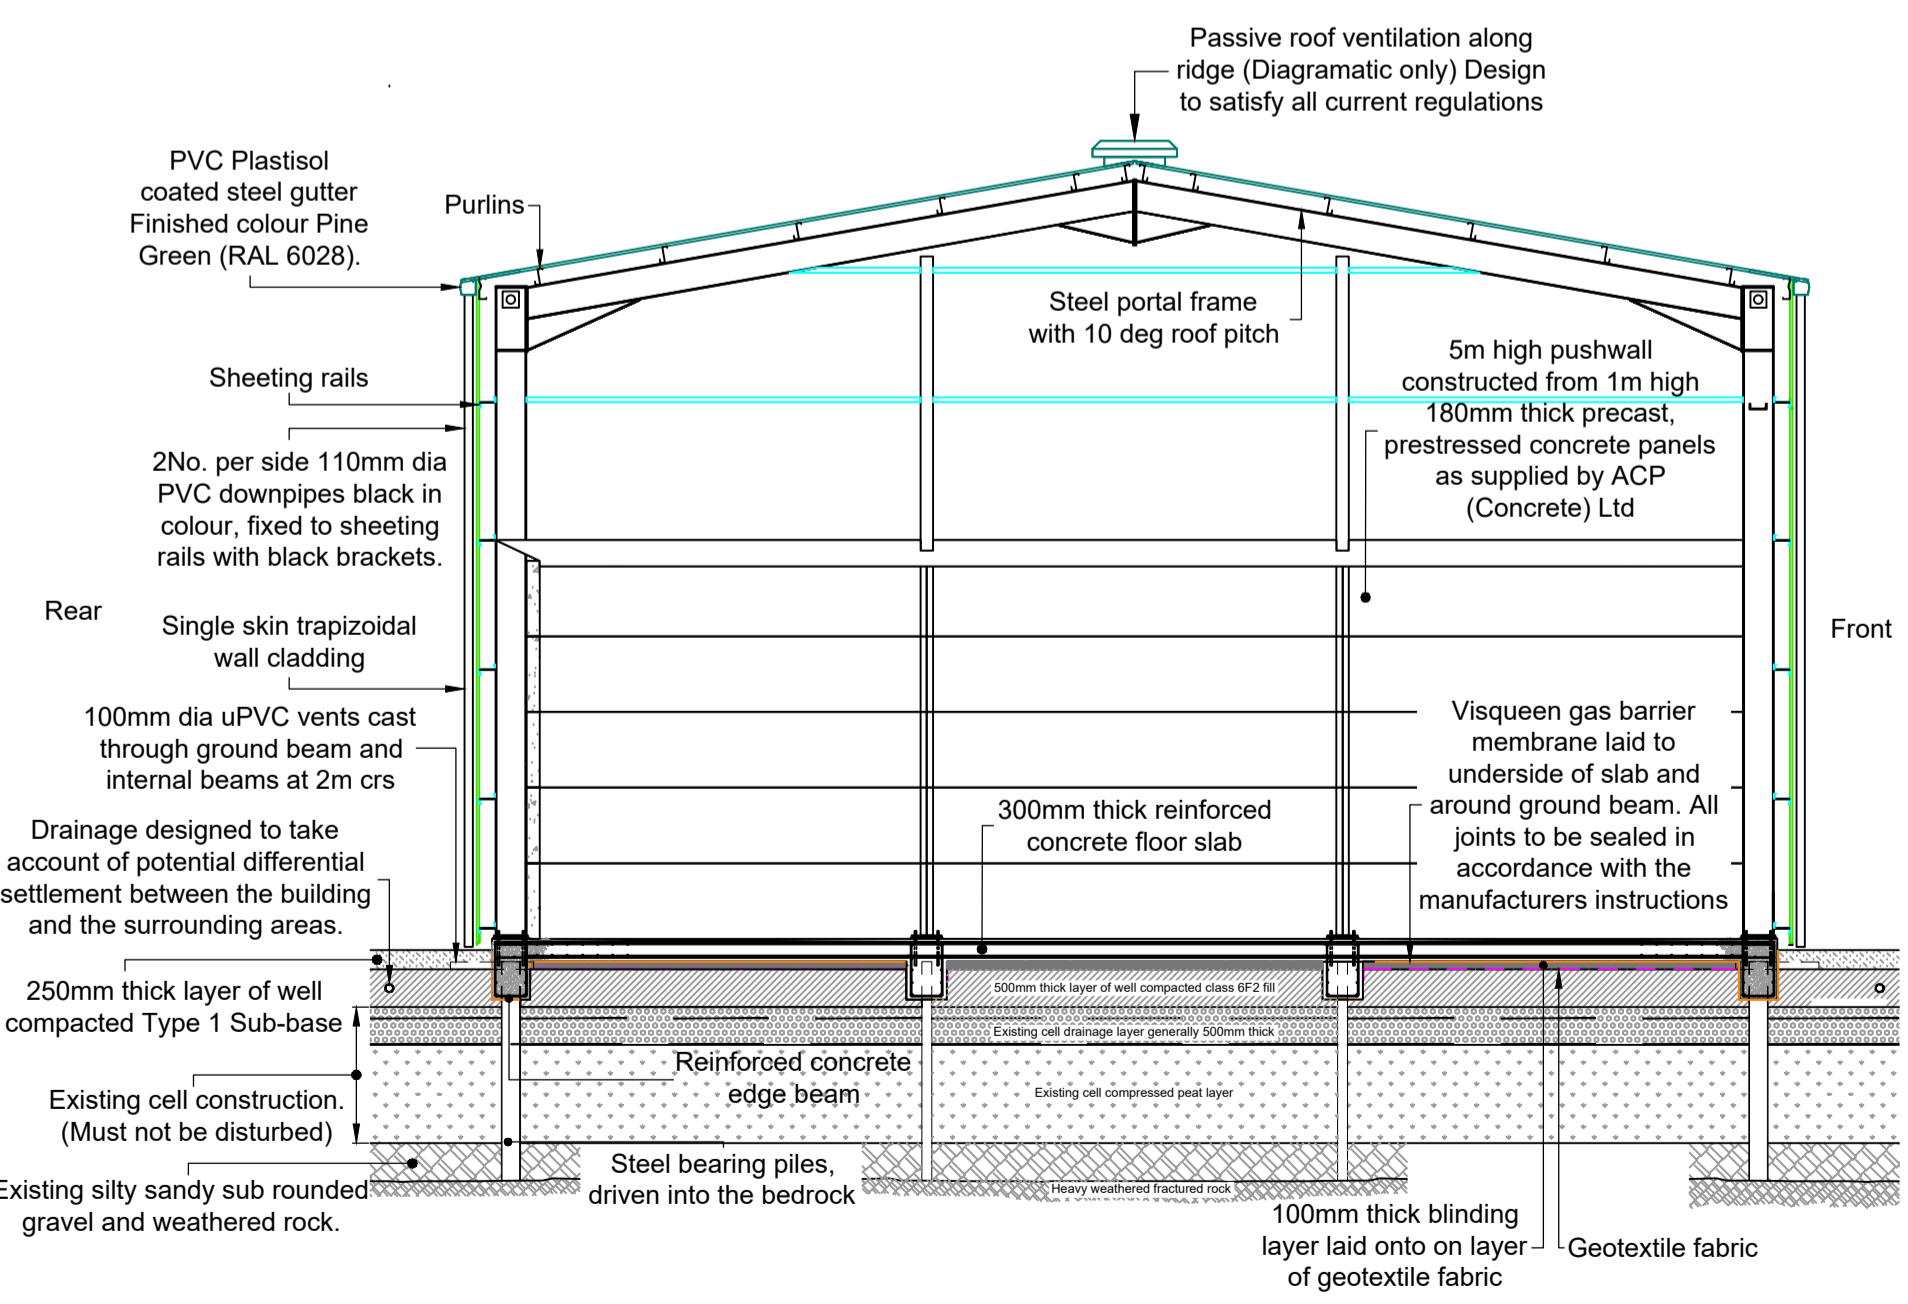 Passive roof ventilation along
ridge (Diagramatic only) Design
to satisfy all current regulations
PVC Plastisol
coated steel gutter
Finished colour Pine
Green (RAL 6028).
Purlins
Steel portal frame
with 10 deg roof pitch
5m high pushwall
constructed from 1m high
180mm thick precast,
prestressed concrete panels
as supplied by ACP
(Concrete) Ltd
Sheeting rails
2No. per side 110mm dia
PVC downpipes black in
colour, fixed to sheeting
rails with black brackets.
Rear
Single skin trapizoidal
wall cladding
Front
100mm dia uPVC vents cast
through ground beam and
internal beams at 2m crs
Visqueen gas barrier
membrane laid to
underside of slab and
around ground beam. All
joints to be sealed in
accordance with the
manufacturers instructions
300mm thick reinforced
concrete floor slab
Drainage designed to take
account of potential differential
settlement between the building
and the surrounding areas.
250mm thick layer of well
compacted Type 1 Sub-base
500mm thick layer of well compacted class 6F2 fill
Existing cell drainage layer generally 500mm thick
Reinforced concrete
edge beam
Existing cell compressed peat layer
Existing cell construction.
(Must not be disturbed)
Steel bearing piles,
driven into the bedrock
Heavy weathered fractured rock
Existing silty sandy sub rounded
gravel and weathered rock.
100mm thick blinding
layer laid onto on layer
of geotextile fabric
Geotextile fabric